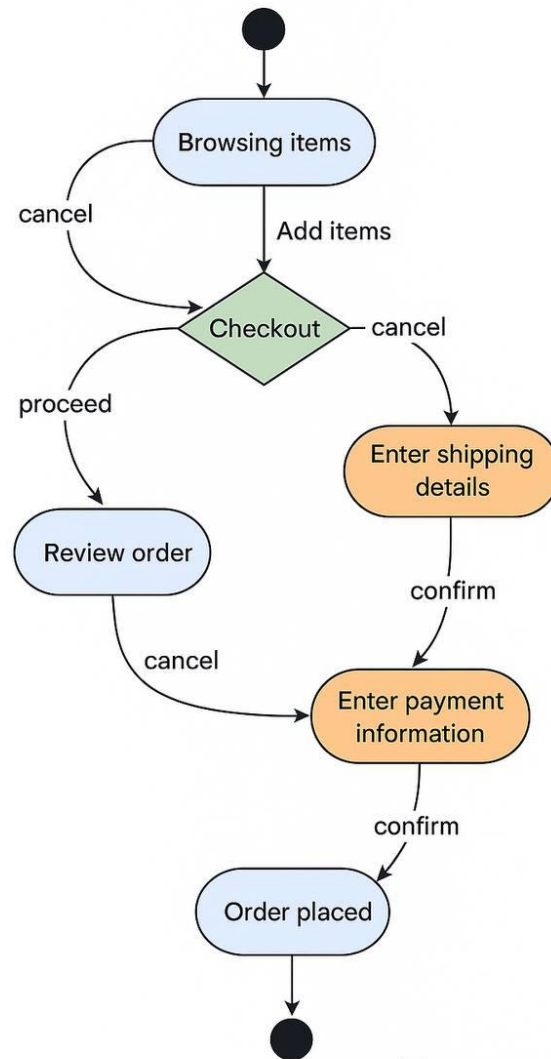 Browsing items
cancel
Add items
Checkout
cancel
proceed
Enter shipping
details
Review order
confirm
cancel
Enter payment
information
confirm
Order placed